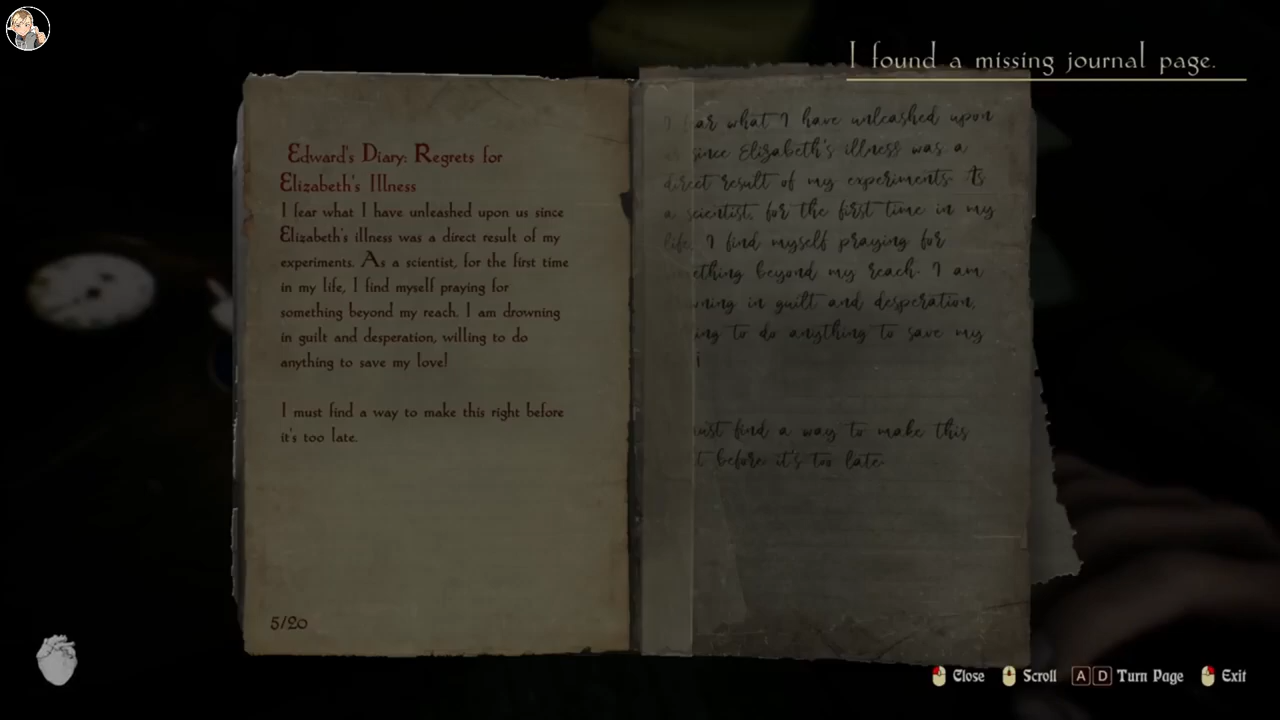 I found a missing journal page.
Edward's Diary: Regrets for
Elizabeth's Illness
I fear what I have unleashed upon us since
Elizabeth's illness was a direct result of my
experiments. As a scientist, for the first time
in my life, I find myself praying for
something beyond my reach. I am drowning
in guilt and desperation, willing to do
anything to save my love!
I must find a way to make this right before
it's too late.
5/20
what I have unleashed upon
since Elizabeth's illness was a
direct result of my experiments. As
a scientist, for the first time in my
life, I find myself praying for
beyond my reach. I am
in guilt and desperation,
to do anything to save my
find a way to make this
before it's too late.
Close Scroll A D Turn Page Exit